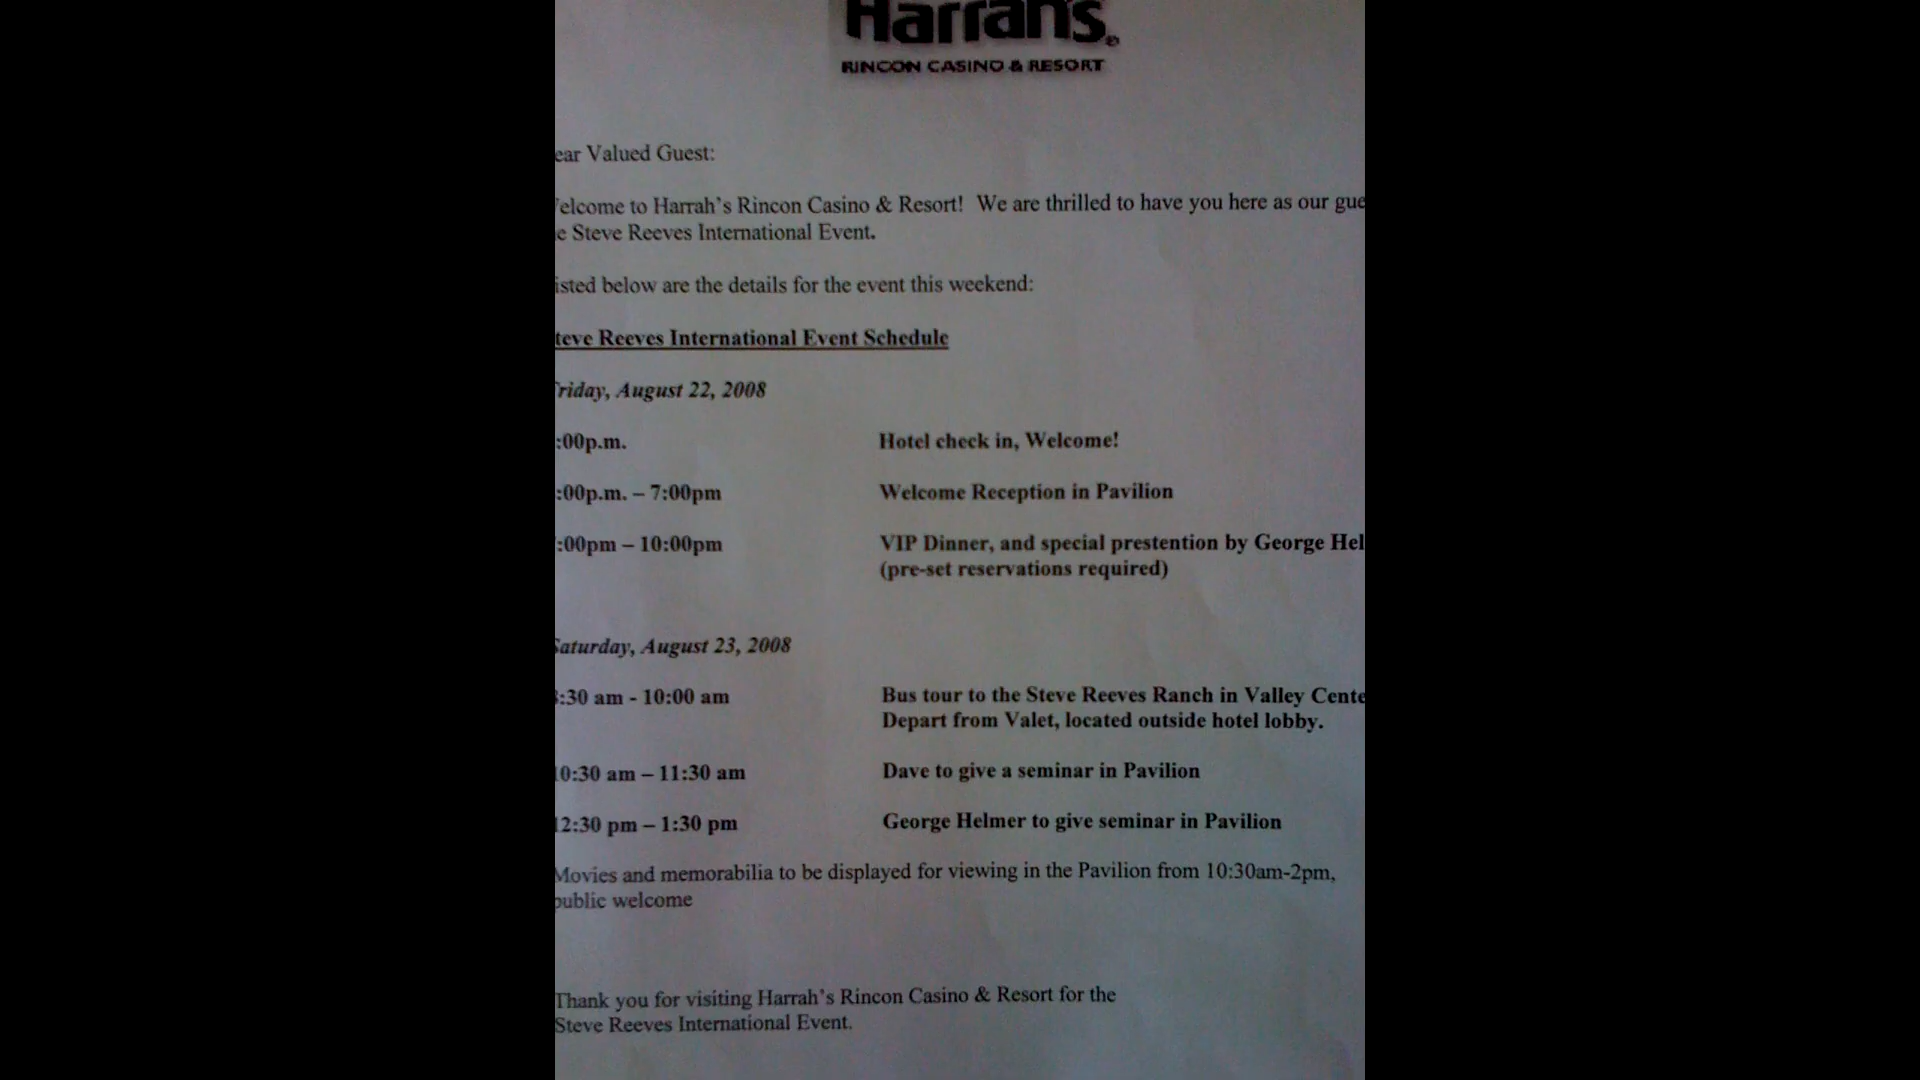 Harrah's
RINCON CASINO & RESORT
ear Valued Guest:
elcome to Harrah's Rincon Casino & Resort!  We are thrilled to have you here as our gue
e Steve Reeves International Event.
isted below are the details for the event this weekend:
teve Reeves International Event Schedule
riday, August 22, 2008
:00p.m. Hotel check in, Welcome!
:00p.m. – 7:00pm Welcome Reception in Pavilion
:00pm – 10:00pm VIP Dinner, and special prestention by George Hel
(pre-set reservations required)
Saturday, August 23, 2008
:30 am - 10:00 am Bus tour to the Steve Reeves Ranch in Valley Cente
Depart from Valet, located outside hotel lobby.
10:30 am – 11:30 am Dave to give a seminar in Pavilion
12:30 pm – 1:30 pm George Helmer to give seminar in Pavilion
Movies and memorabilia to be displayed for viewing in the Pavilion from 10:30am-2pm,
public welcome
Thank you for visiting Harrah's Rincon Casino & Resort for the
Steve Reeves International Event.